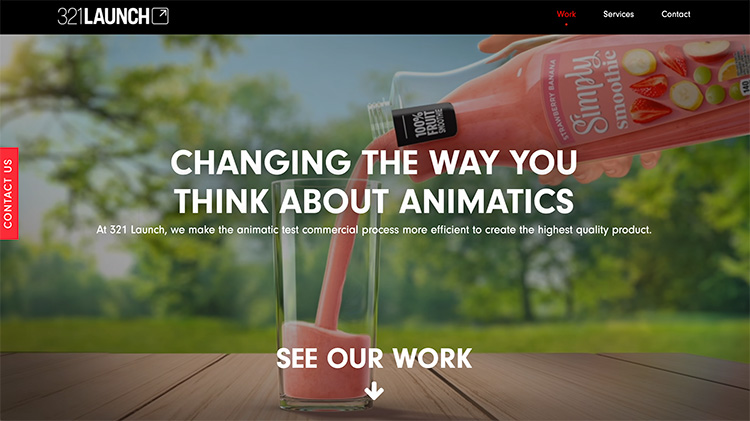 321LAUNCH
Work
Services
Contact
STRAWBERRY BANANA
Simply
smoothie
100%
FRUIT
SMOOTHIE
CONTACT US
CHANGING THE WAY YOU
THINK ABOUT ANIMATICS
At 321 Launch, we make the animatic test commercial process more efficient to create the highest quality product.
SEE OUR WORK